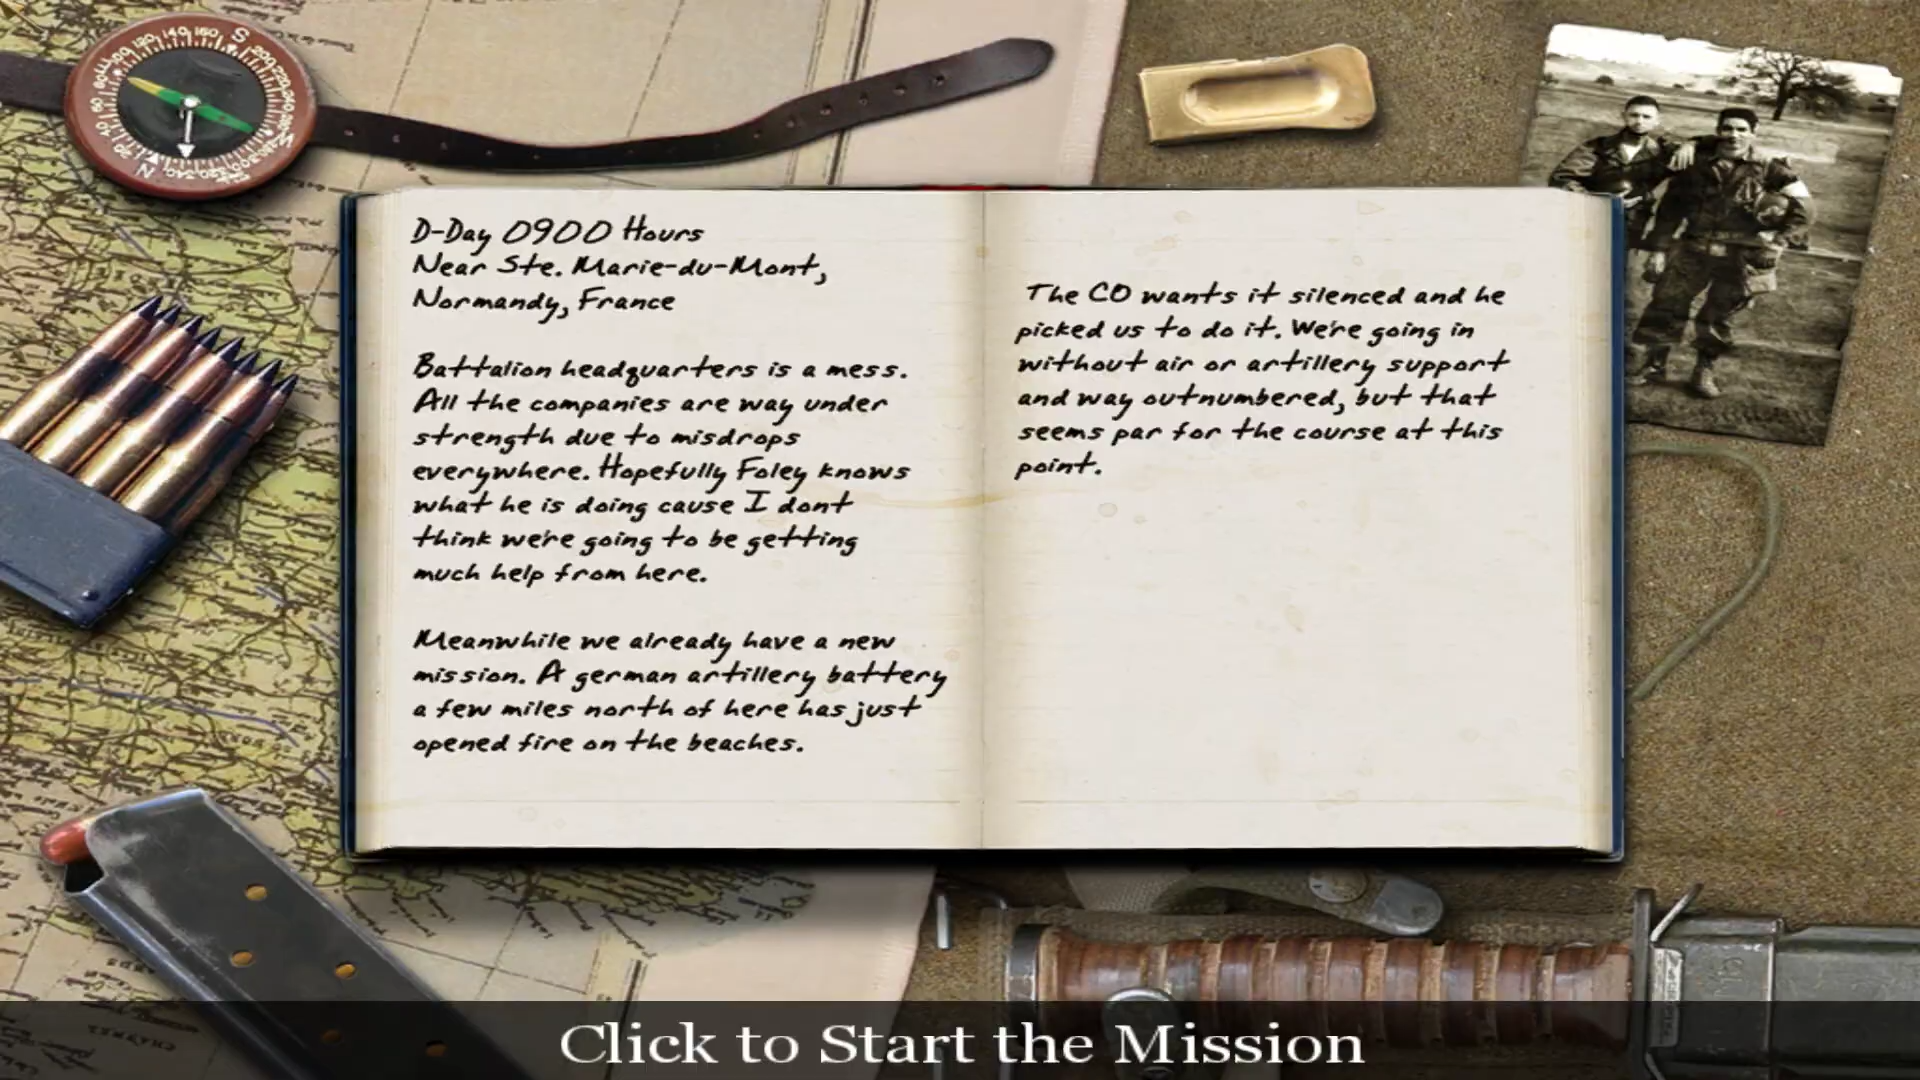 D-Day 0900 Hours
Near Ste. Marie-du-Mont,
Normandy, France
Battalion headquarters is a mess.
All the companies are way under
strength due to misdrops
everywhere. Hopefully Foley knows
what he is doing cause I dont
think we're going to be getting
much help from here.
Meanwhile we already have a new
mission. A german artillery battery
a few miles north of here has just
opened fire on the beaches.
The CO wants it silenced and he
picked us to do it. We're going in
without air or artillery support
and way outnumbered, but that
seems par for the course at this
point.
Click to Start the Mission